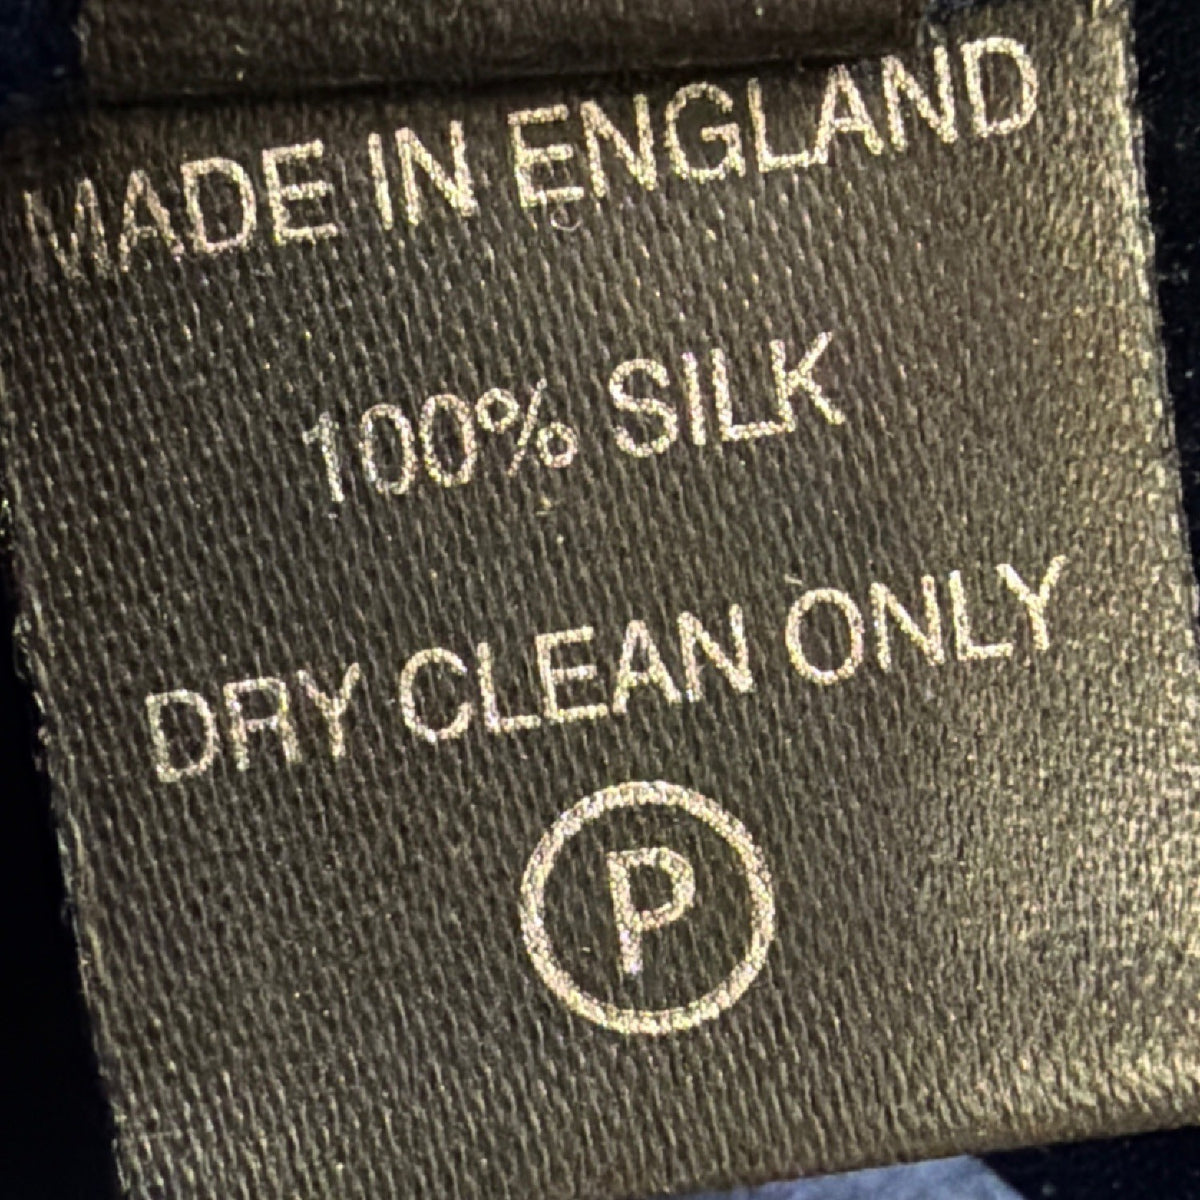 MADE IN ENGLAND
100% SILK
DRY CLEAN ONLY
P